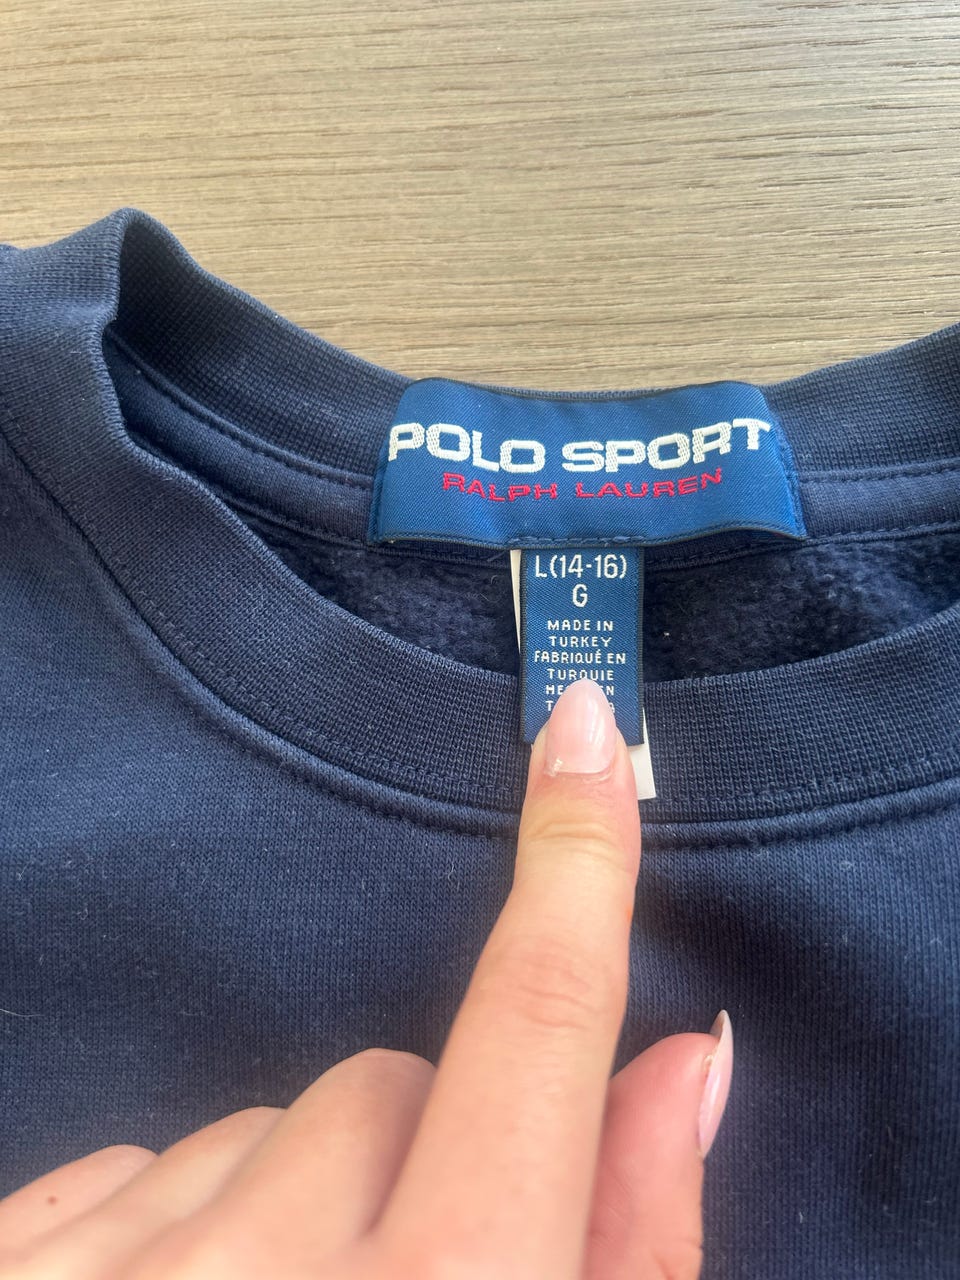 POLO SPORT
RALPH LAUREN
L(14-16)
G
MADE IN
TURKEY
FABRIQUÉ EN
TURQUIE